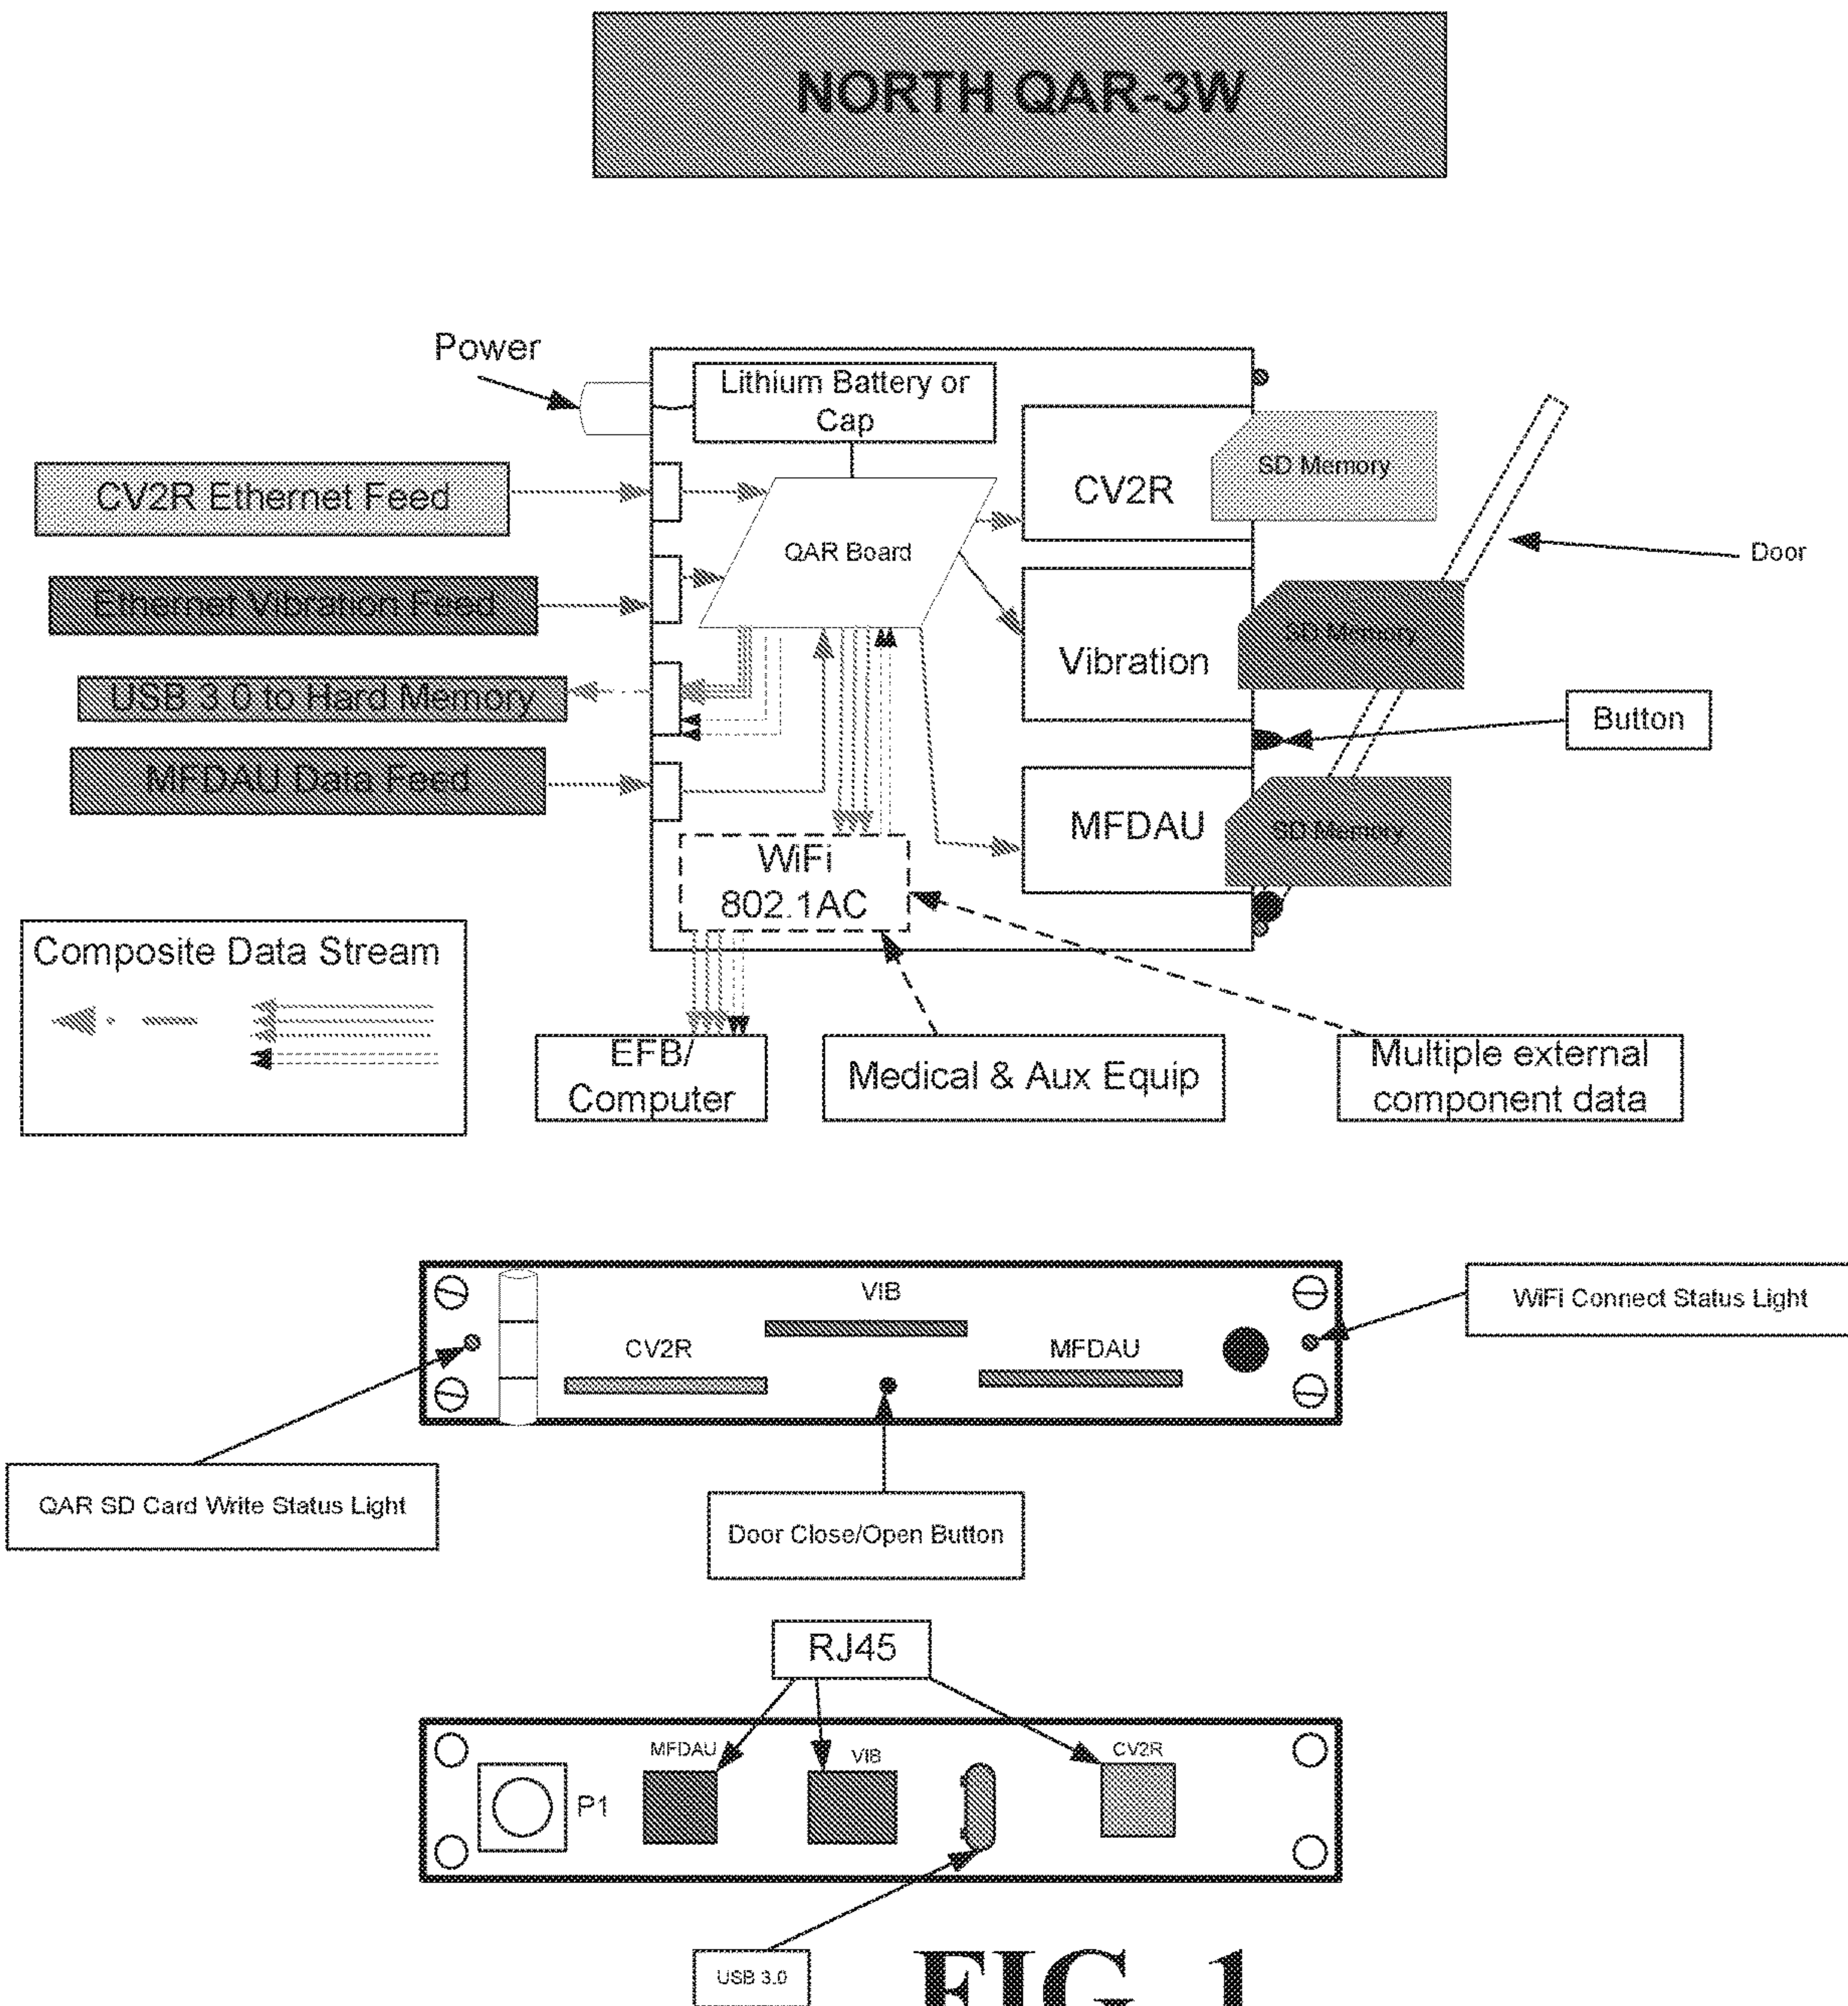 NORTH QAR-3W
Power
Lithium Battery or
Cap
CV2R Ethernet Feed
CV2R
SD Memory
QAR Board
Door
Ethernet Vibration Feed
SD Memory
Vibration
USB 3.0 to Hard Memory
Button
MFDAU Data Feed
MFDAU
SD Memory
WiFi
802.1AC
Composite Data Stream
EFB/
Computer
Medical & Aux Equip
Multiple external
component data
VIB
WiFi Connect Status Light
CV2R
MFDAU
QAR SD Card Write Status Light
Door Close/Open Button
RJ45
MFDAU
VIB
CV2R
P1
USB 3.0
FIG. 1